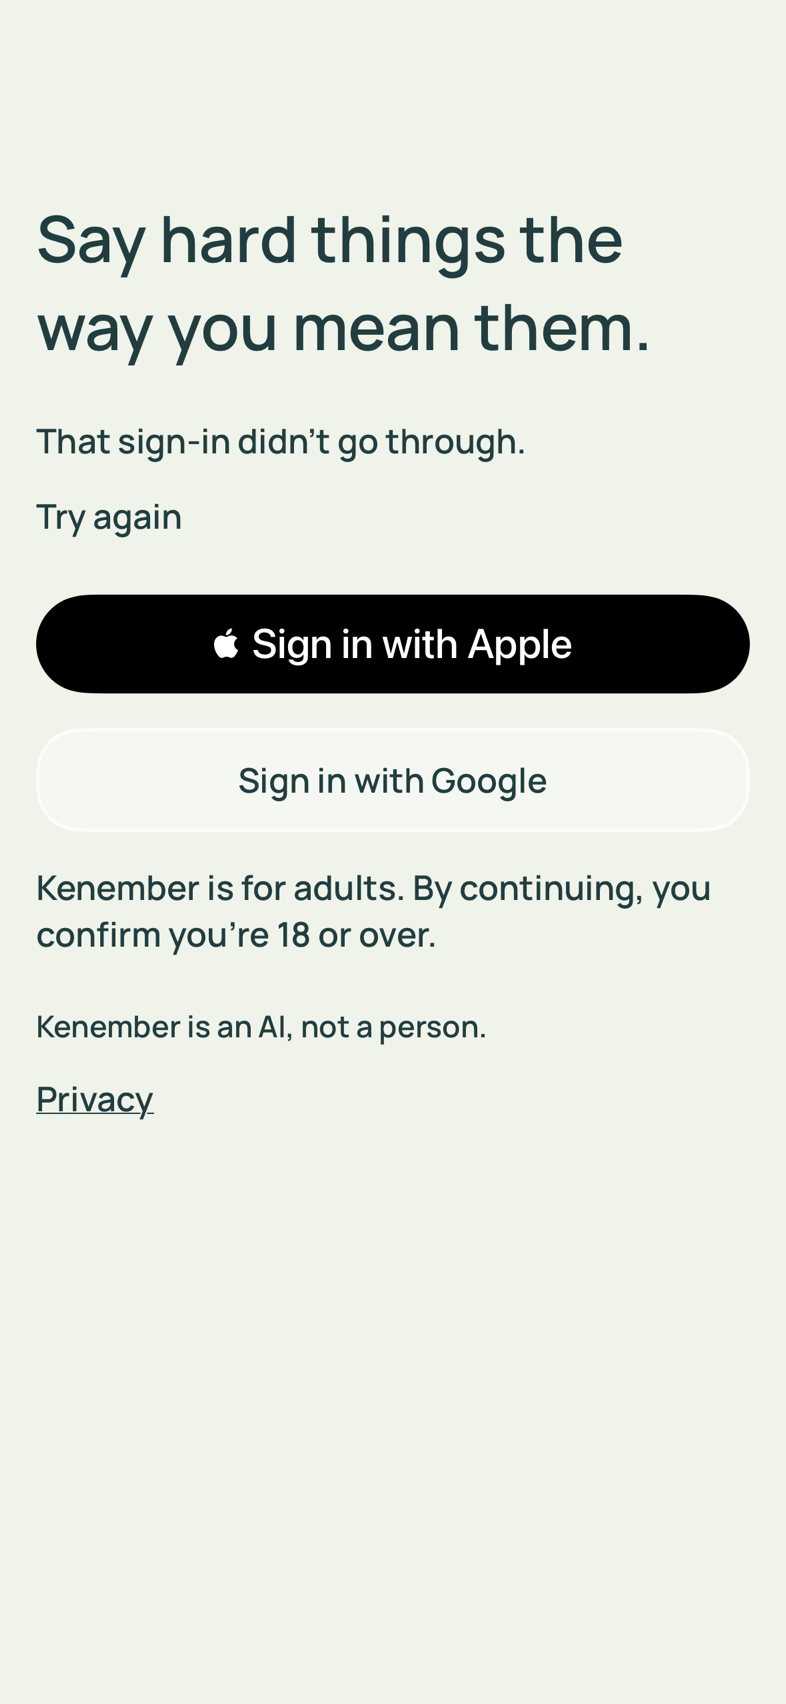 Say hard things the
way you mean them.
That sign-in didn’t go through.
Try again
Sign in with Apple
Sign in with Google
Kenember is for adults. By continuing, you
confirm you’re 18 or over.
Kenember is an AI, not a person.
Privacy